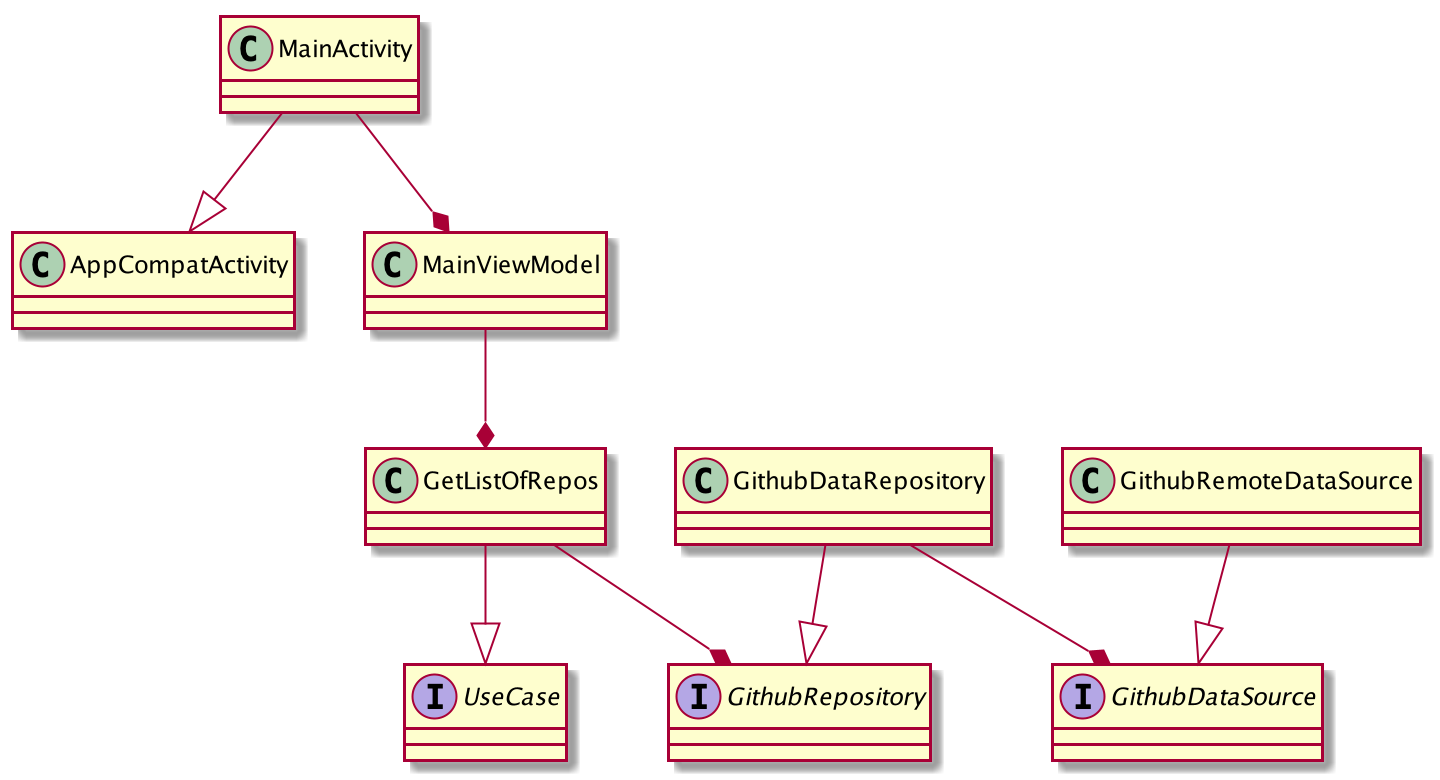 C MainActivity
C AppCompatActivity
C MainViewModel
C GetListOfRepos
C GithubDataRepository
C GithubRemoteDataSource
I UseCase
I GithubRepository
I GithubDataSource